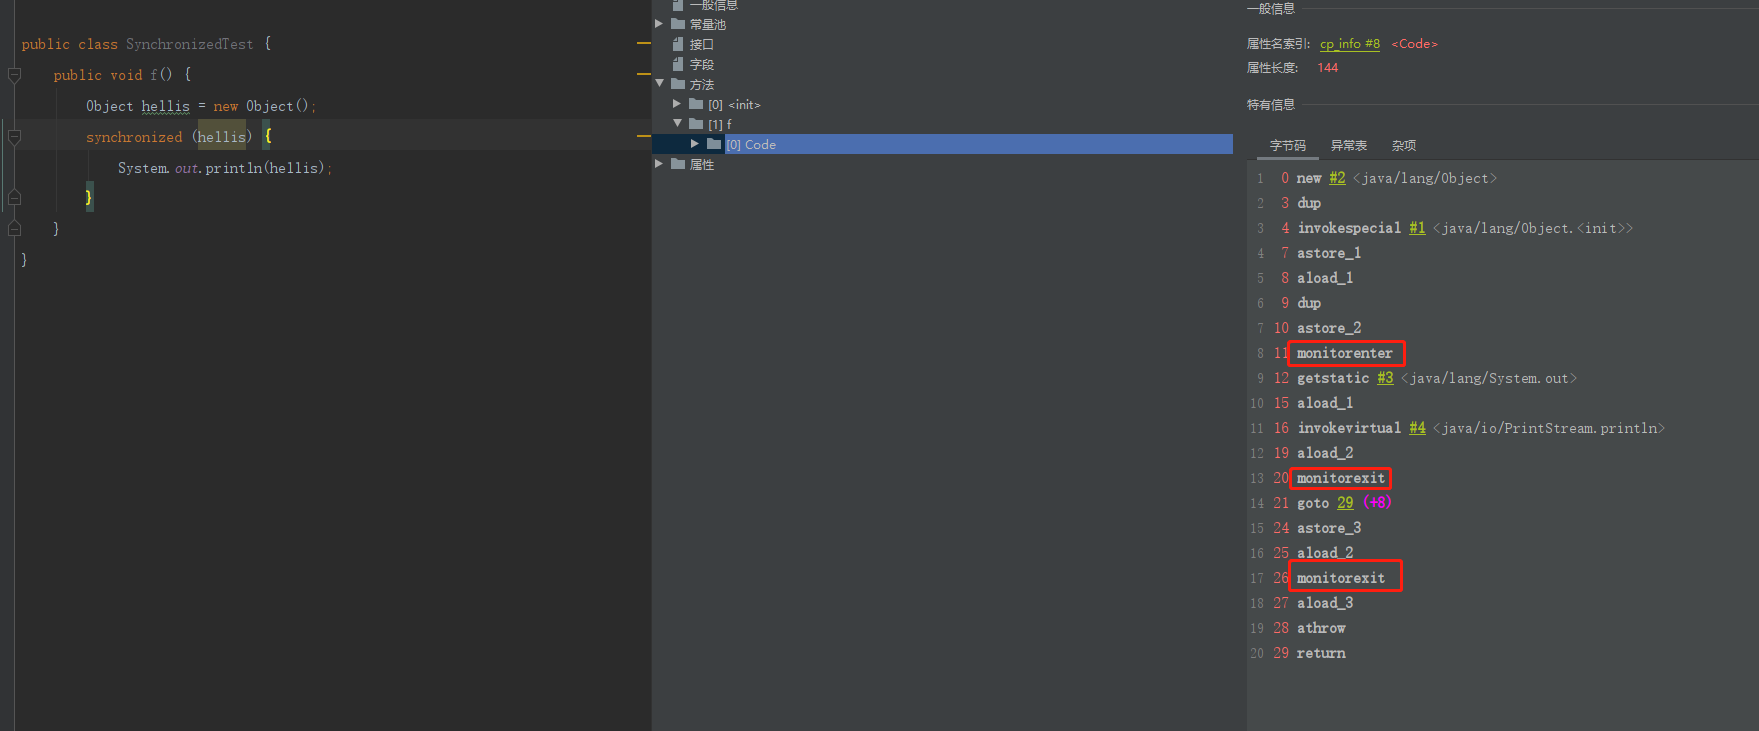 public class SynchronizedTest {
public void f() {
Object hellis = new Object();
synchronized (hellis) {
System.out.println(hellis);
}
}
}
一般信息
常量池
接口
字段
方法
[0] <init>
[1] f
[0] Code
属性
一般信息
属性名索引: cp_info #8 <Code>
属性长度: 144
特有信息
字节码 异常表 杂项
1 0 new #2 <java/lang/Object>
2 3 dup
3 4 invokespecial #1 <java/lang/Object.<init>>
4 7 astore_1
5 8 aload_1
6 9 dup
7 10 astore_2
8 11 monitorenter
9 12 getstatic #3 <java/lang/System.out>
10 15 aload_1
11 16 invokevirtual #4 <java/io/PrintStream.println>
12 19 aload_2
13 20 monitorexit
14 21 goto 29 (+8)
15 24 astore_3
16 25 aload_2
17 26 monitorexit
18 27 aload_3
19 28 athrow
20 29 return